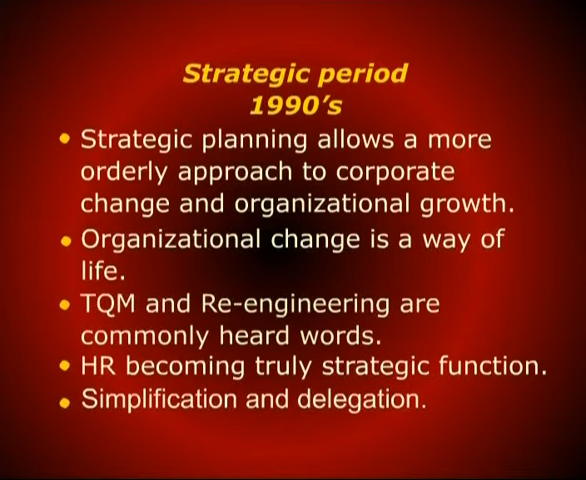 Strategic period
1990's
• Strategic planning allows a more
orderly approach to corporate
change and organizational growth.
• Organizational change is a way of
life.
• TQM and Re-engineering are
commonly heard words.
• HR becoming truly strategic function.
• Simplification and delegation.